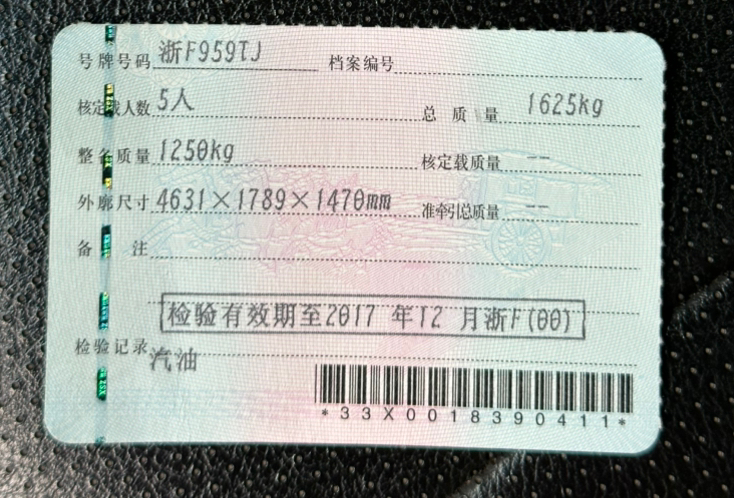 号牌号码 浙F959TJ 档案编号
核定载人数 5人 总质量 1625kg
整备质量 1250kg 核定载质量 --
外廓尺寸 4631×1789×1470mm 准牵引总质量 --
备注
检验有效期至2017 年12 月浙F(00)
检验记录 汽油
*33X0018390411*